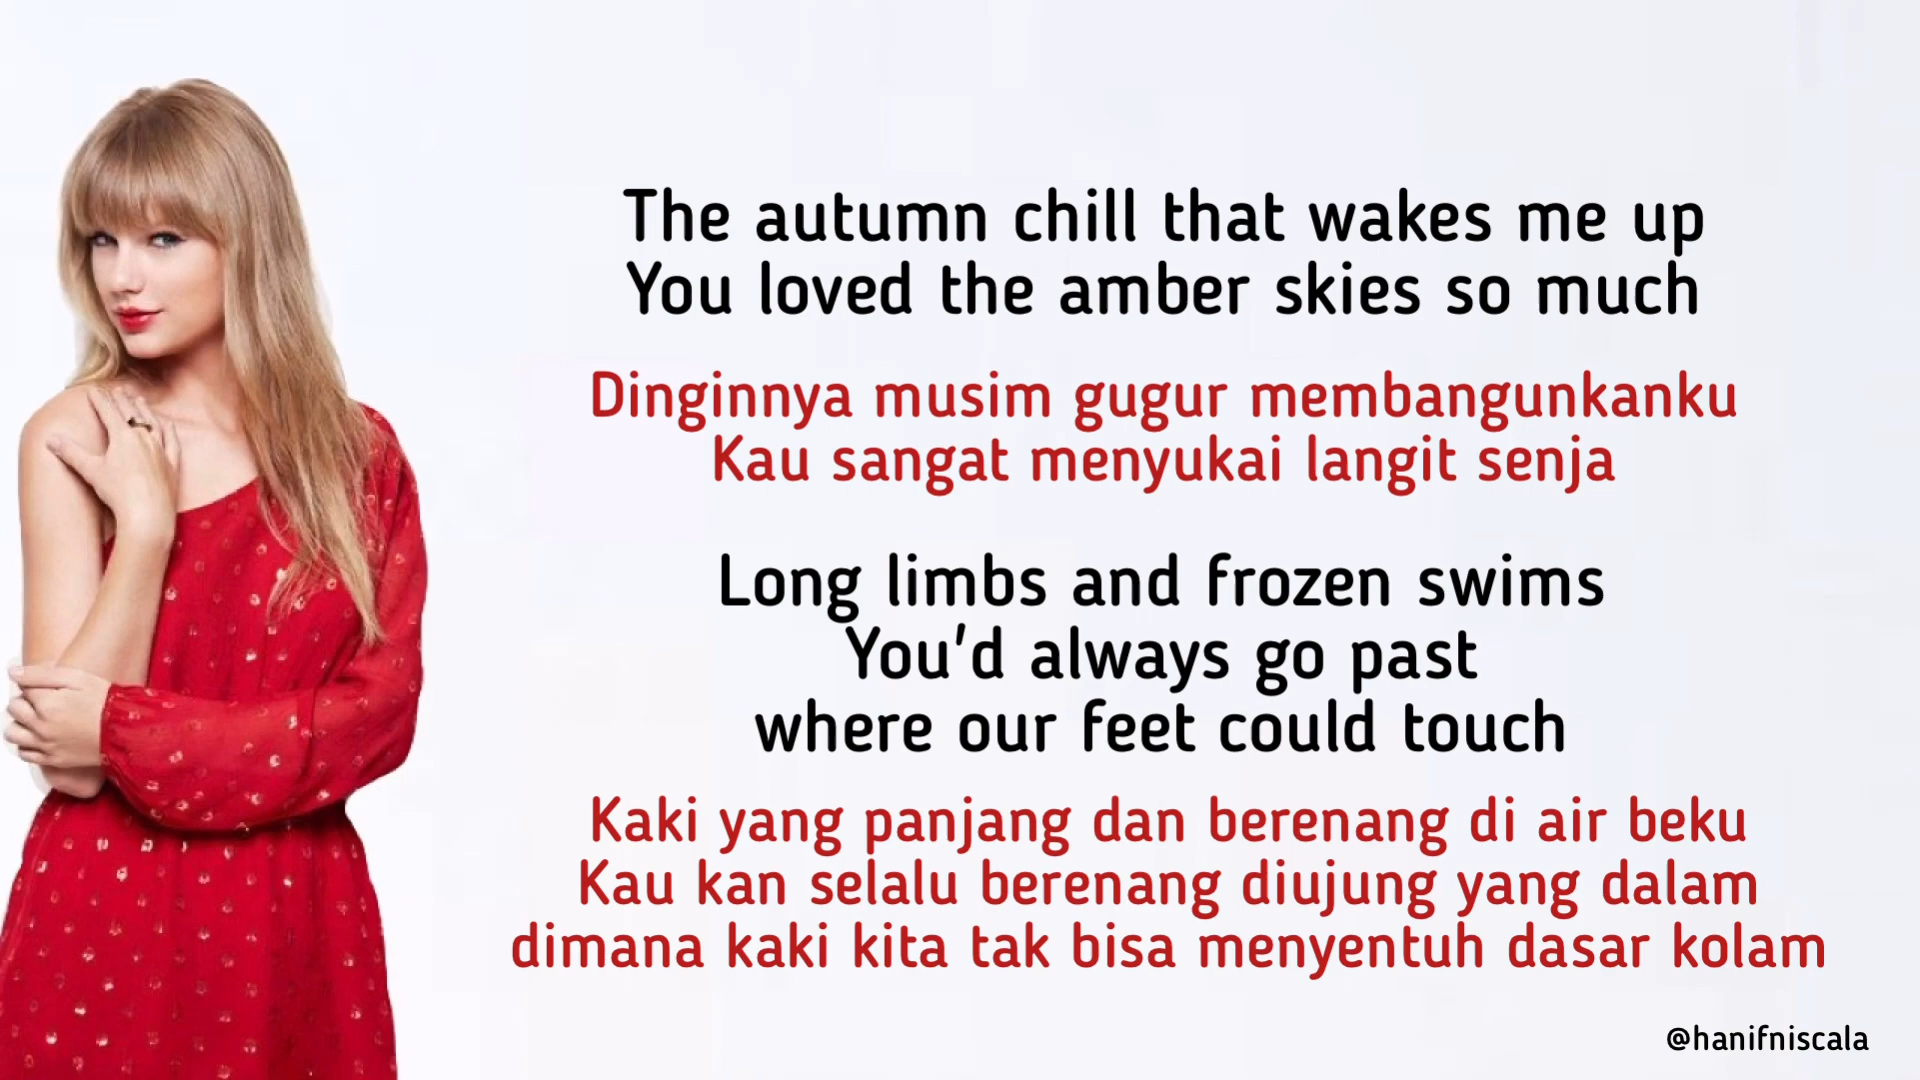 The autumn chill that wakes me up
You loved the amber skies so much
Dinginnya musim gugur membangunkanku
Kau sangat menyukai langit senja
Long limbs and frozen swims
You'd always go past
where our feet could touch
Kaki yang panjang dan berenang di air beku
Kau kan selalu berenang diujung yang dalam
dimana kaki kita tak bisa menyentuh dasar kolam
@hanifniscala